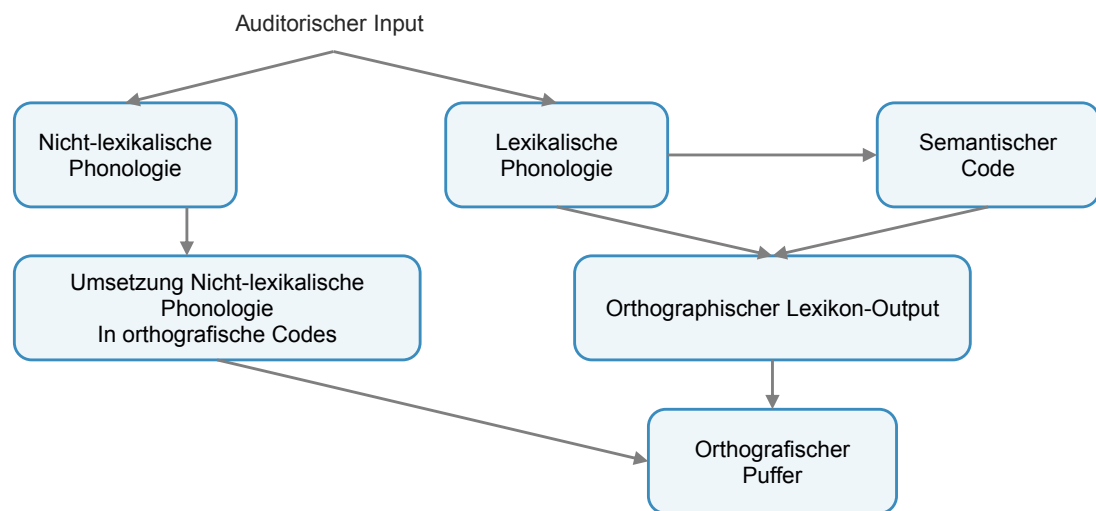 Auditorischer Input
Nicht-lexikalische
Phonologie
Lexikalische
Phonologie
Semantischer
Code
Umsetzung Nicht-lexikalische
Phonologie
In orthografische Codes
Orthographischer Lexikon-Output
Orthografischer
Puffer